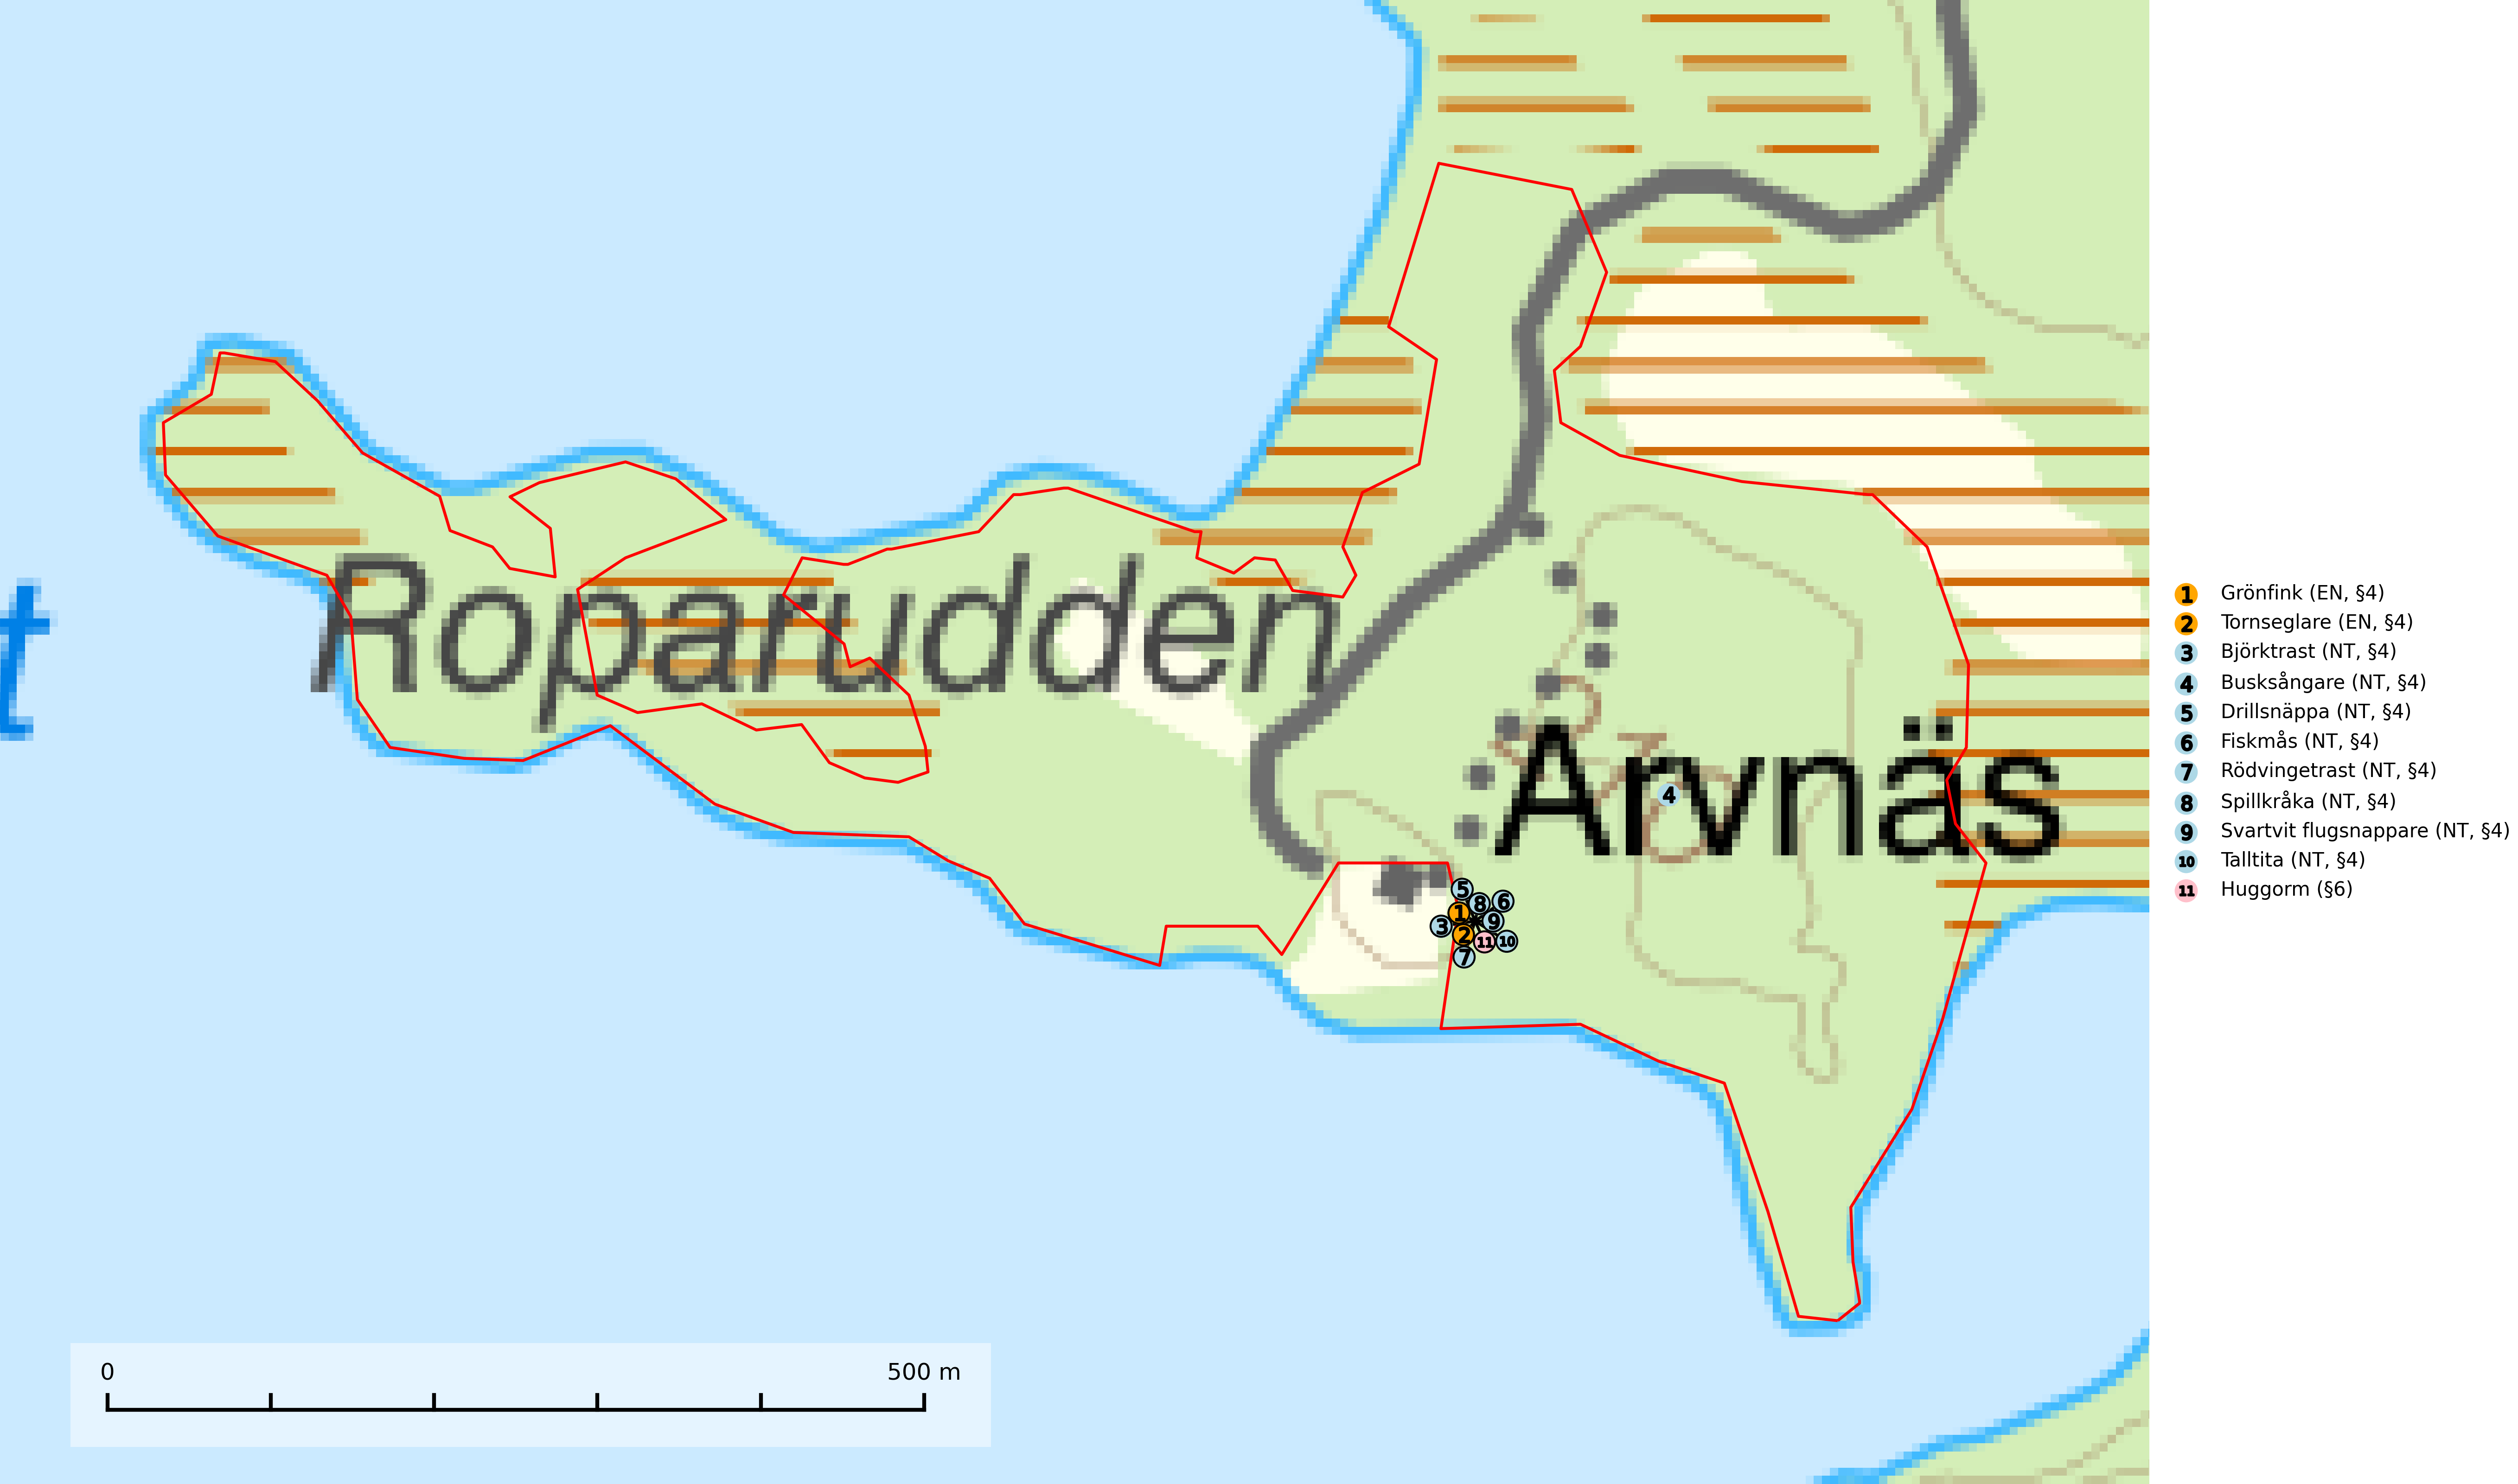 t
Roparudden
Arvnäs
4
5
8
6
1
9
3
2
11
10
7
0
500 m
1 Grönfink (EN, §4)
2 Tornseglare (EN, §4)
3 Björktrast (NT, §4)
4 Busksångare (NT, §4)
5 Drillsnäppa (NT, §4)
6 Fiskmås (NT, §4)
7 Rödvingetrast (NT, §4)
8 Spillkråka (NT, §4)
9 Svartvit flugsnappare (NT, §4)
10 Talltita (NT, §4)
11 Huggorm (§6)